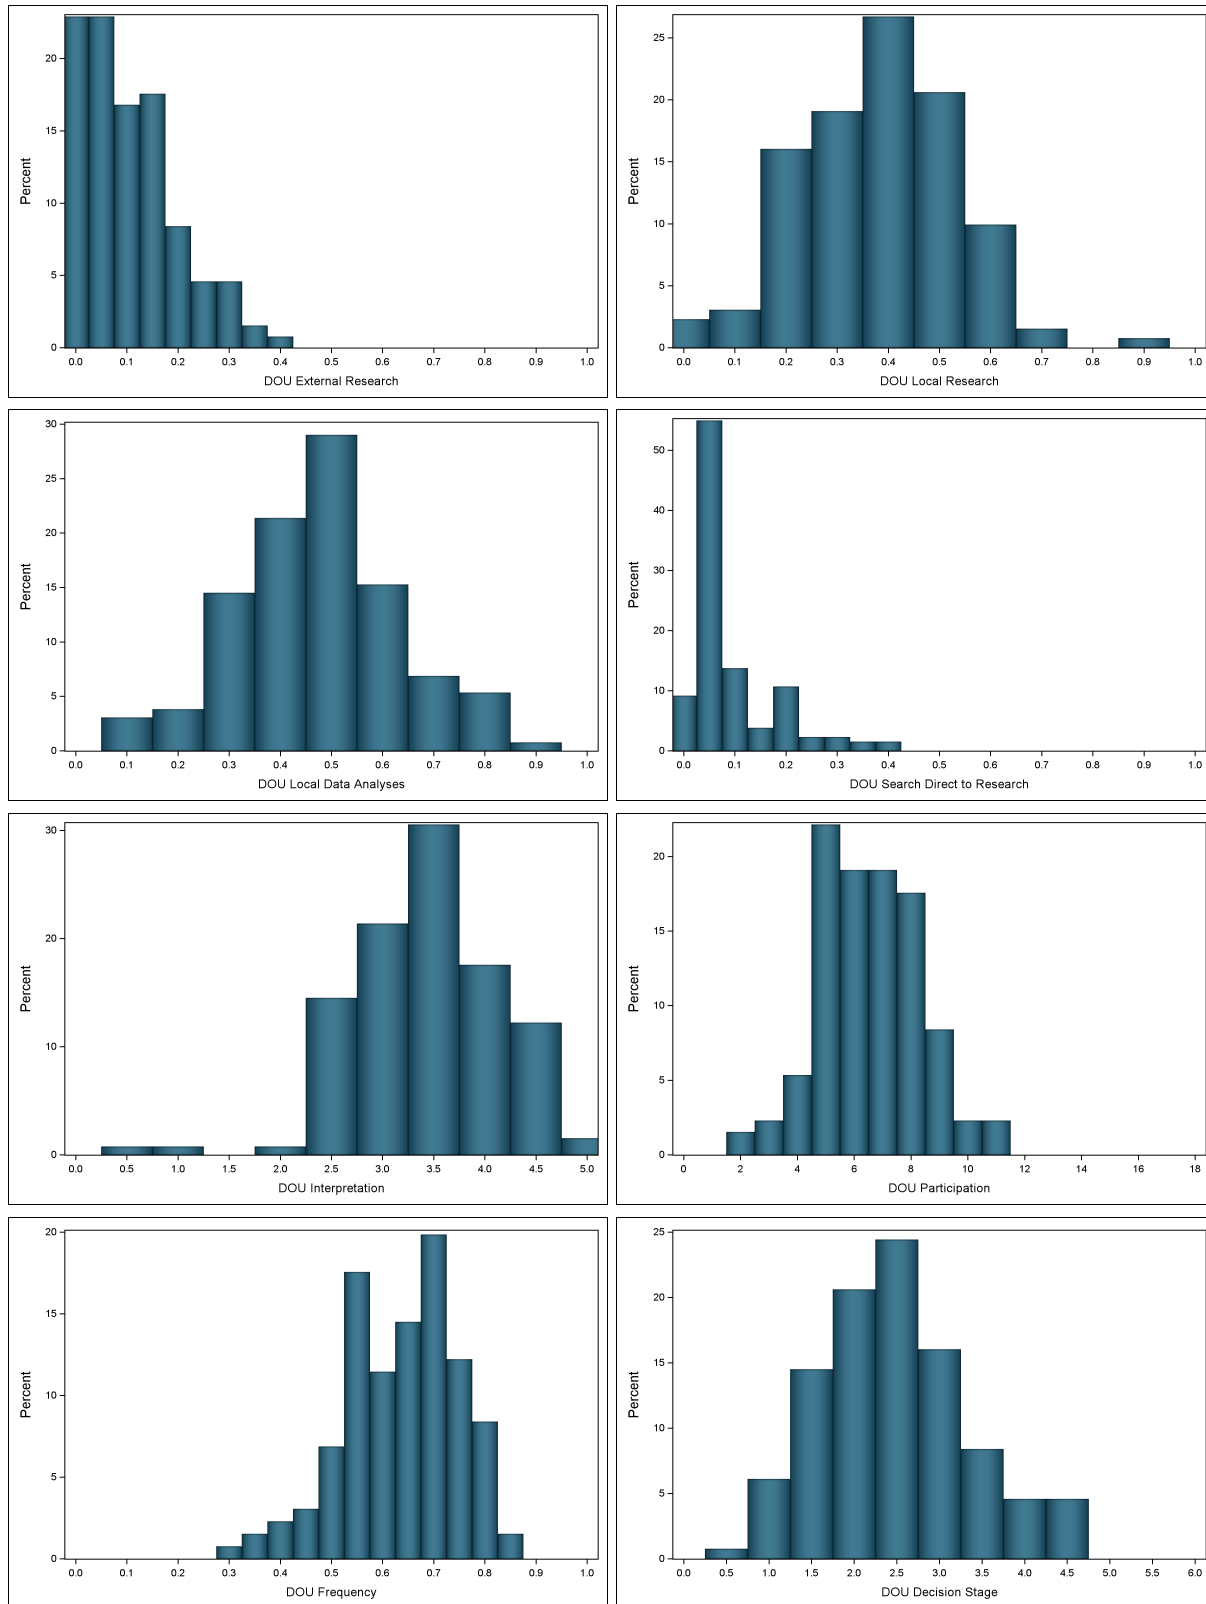 Percent
20
15
10
5
0
0.0 0.1 0.2 0.3 0.4 0.5 0.6 0.7 0.8 0.9 1.0
DOU External Research
Percent
25
20
15
10
5
0
0.0 0.1 0.2 0.3 0.4 0.5 0.6 0.7 0.8 0.9 1.0
DOU Local Research
Percent
30
25
20
15
10
5
0
0.0 0.1 0.2 0.3 0.4 0.5 0.6 0.7 0.8 0.9 1.0
DOU Local Data Analyses
Percent
50
40
30
20
10
0
0.0 0.1 0.2 0.3 0.4 0.5 0.6 0.7 0.8 0.9 1.0
DOU Search Direct to Research
Percent
30
20
10
0
0.0 0.5 1.0 1.5 2.0 2.5 3.0 3.5 4.0 4.5 5.0
DOU Interpretation
Percent
20
15
10
5
0
0 2 4 6 8 10 12 14 16 18
DOU Participation
Percent
20
15
10
5
0
0.0 0.1 0.2 0.3 0.4 0.5 0.6 0.7 0.8 0.9 1.0
DOU Frequency
Percent
25
20
15
10
5
0
0.0 0.5 1.0 1.5 2.0 2.5 3.0 3.5 4.0 4.5 5.0 5.5 6.0
DOU Decision Stage